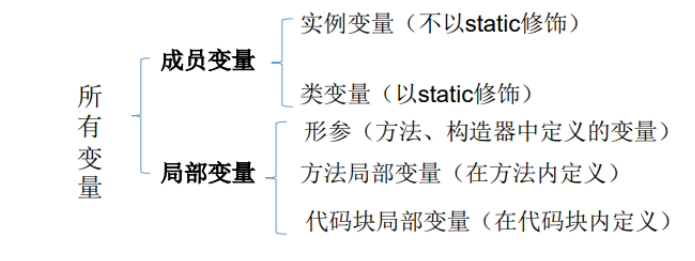 所有变量
成员变量
实例变量（不以static修饰）
类变量（以static修饰）
局部变量
形参（方法、构造器中定义的变量）
方法局部变量（在方法内定义）
代码块局部变量（在代码块内定义）